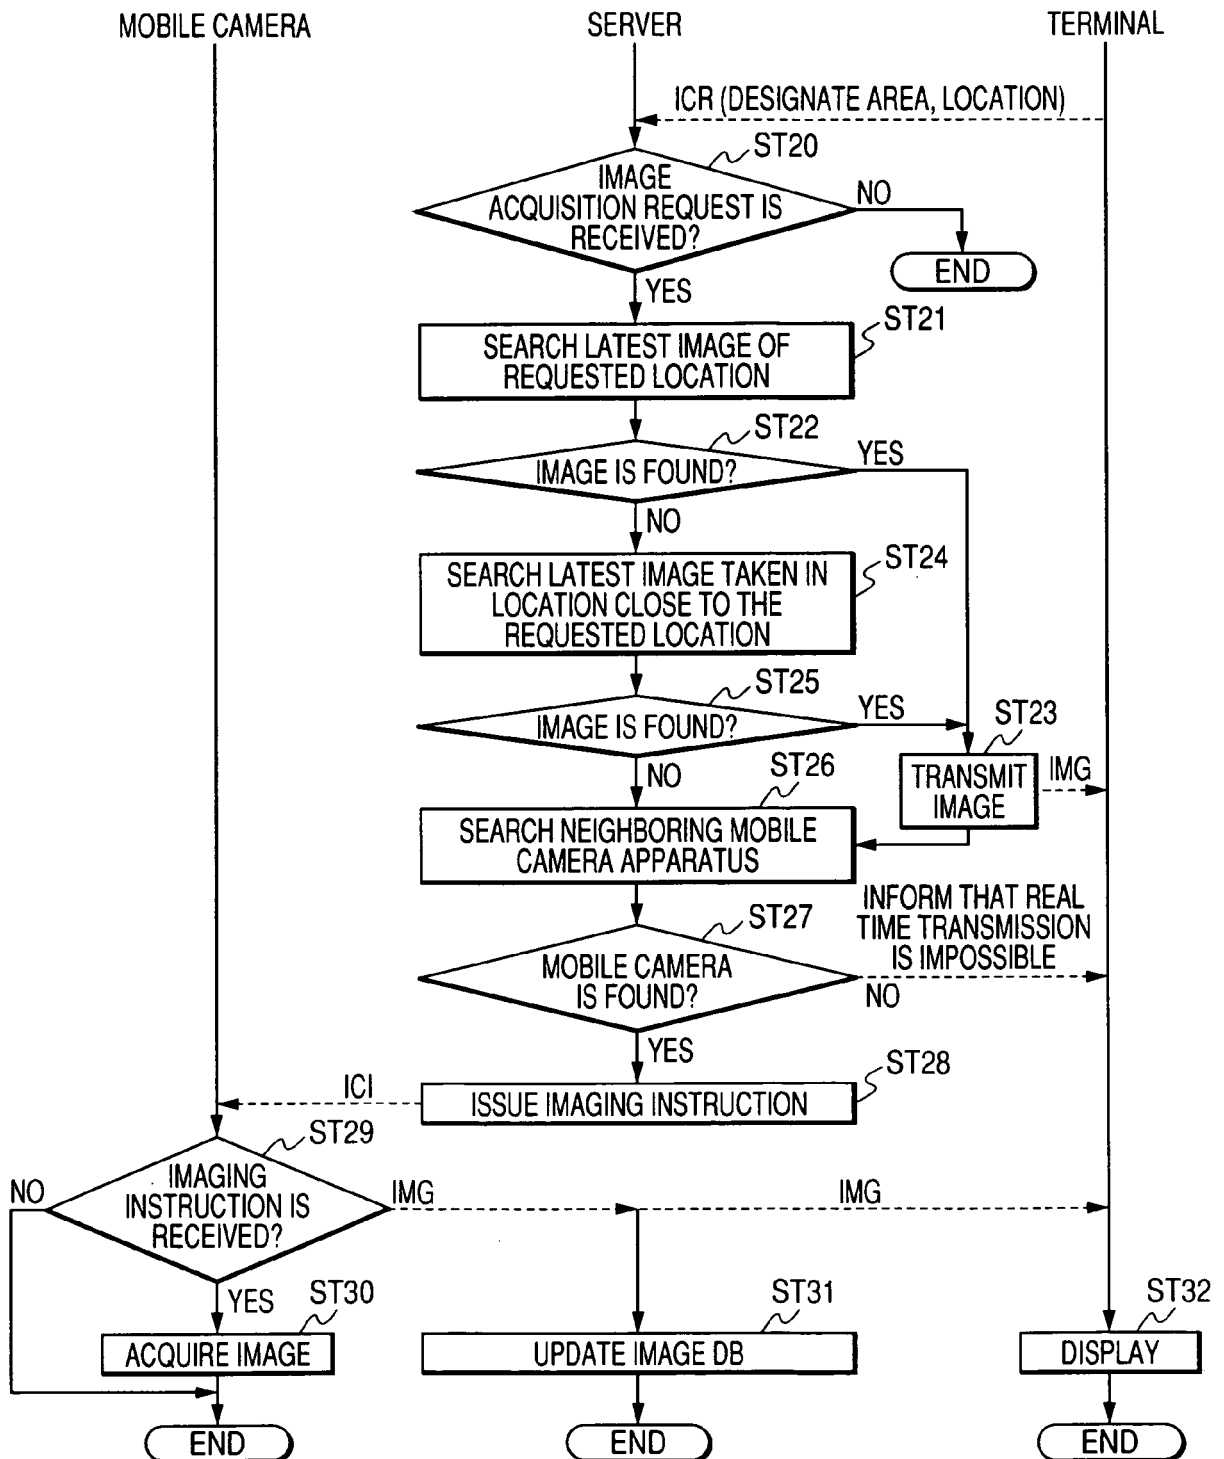 MOBILE CAMERA
SERVER
TERMINAL
ICR (DESIGNATE AREA, LOCATION)
ST20
IMAGE
ACQUISITION REQUEST IS
RECEIVED?
NO
END
YES
ST21
SEARCH LATEST IMAGE OF
REQUESTED LOCATION
ST22
IMAGE IS FOUND?
YES
NO
ST24
SEARCH LATEST IMAGE TAKEN IN
LOCATION CLOSE TO THE
REQUESTED LOCATION
ST25
IMAGE IS FOUND?
YES
ST23
TRANSMIT
IMAGE
IMG
NO
ST26
SEARCH NEIGHBORING MOBILE
CAMERA APPARATUS
ST27
MOBILE CAMERA
IS FOUND?
INFORM THAT REAL
TIME TRANSMISSION
IS IMPOSSIBLE
NO
YES
ST28
ISSUE IMAGING INSTRUCTION
ICI
ST29
IMAGING
INSTRUCTION IS
RECEIVED?
NO
IMG
IMG
YES
ST30
ACQUIRE IMAGE
ST31
UPDATE IMAGE DB
ST32
DISPLAY
END
END
END